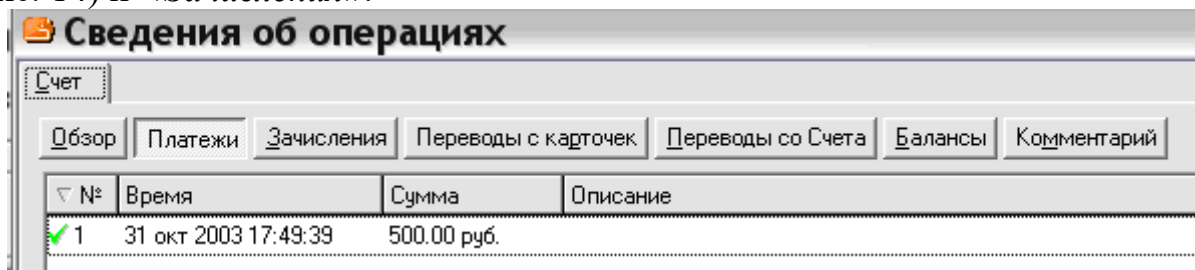 Сведения об операциях
Счет
Обзор Платежи Зачисления Переводы с карточек Переводы со Счета Балансы Комментарий
№ Время Сумма Описание
1 31 окт 2003 17:49:39 500.00 руб.